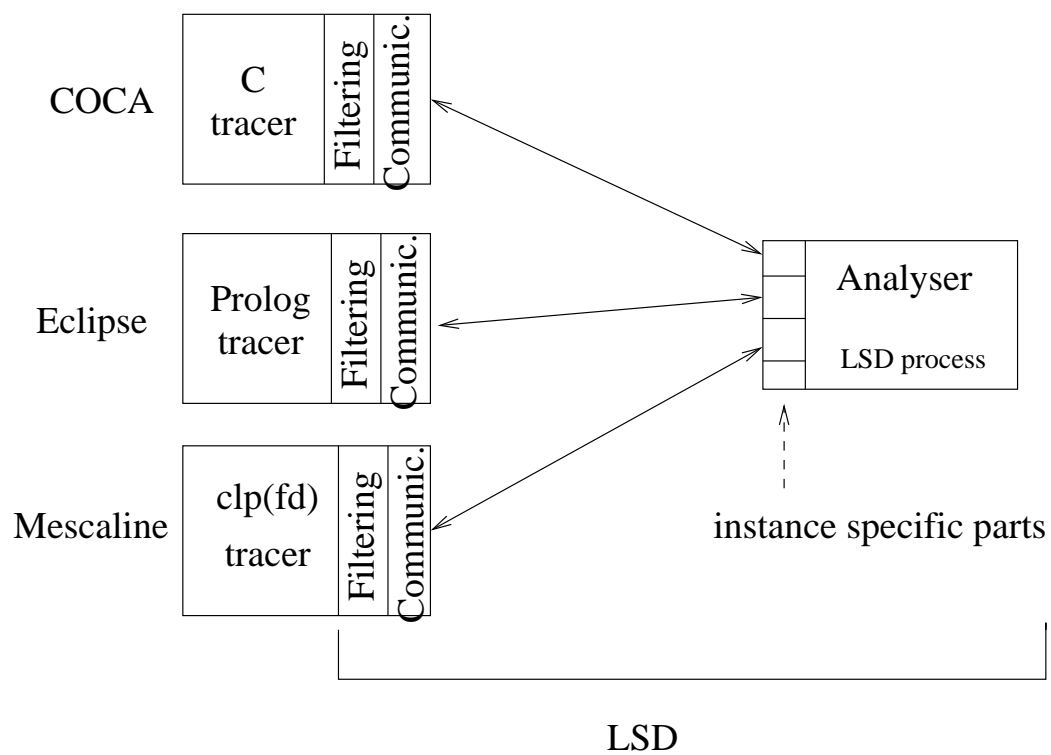 COCA
C
tracer
Filtering
Communic.
Eclipse
Prolog
tracer
Filtering
Communic.
Mescaline
clp(fd)
tracer
Filtering
Communic.
Analyser
LSD process
instance specific parts
LSD